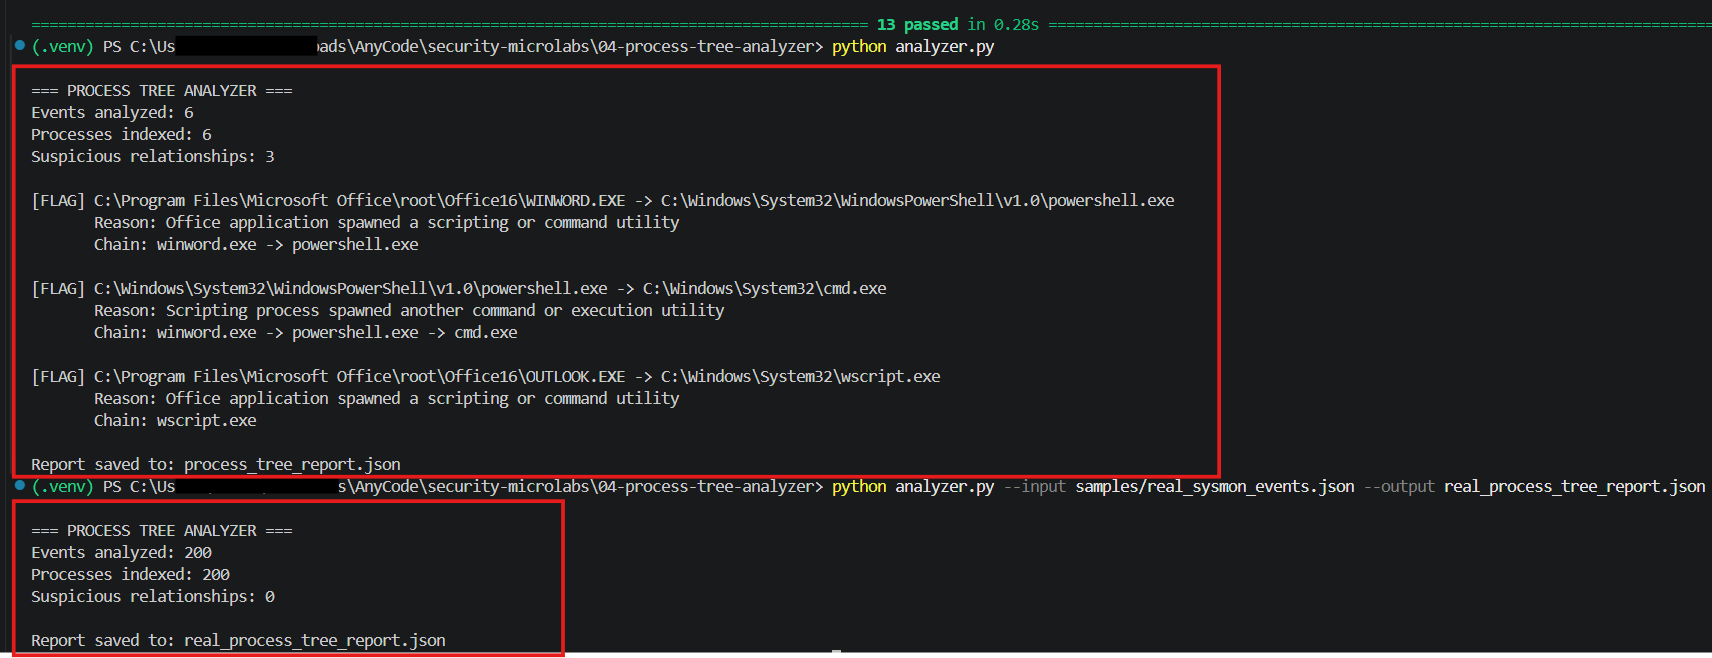 ============================================================================================= 13 passed in 0.28s ==========================================================================
(.venv) PS C:\Us ads\AnyCode\security-microlabs\04-process-tree-analyzer> python analyzer.py
=== PROCESS TREE ANALYZER ===
Events analyzed: 6
Processes indexed: 6
Suspicious relationships: 3
[FLAG] C:\Program Files\Microsoft Office\root\Office16\WINWORD.EXE -> C:\Windows\System32\WindowsPowerShell\v1.0\powershell.exe
Reason: Office application spawned a scripting or command utility
Chain: winword.exe -> powershell.exe
[FLAG] C:\Windows\System32\WindowsPowerShell\v1.0\powershell.exe -> C:\Windows\System32\cmd.exe
Reason: Scripting process spawned another command or execution utility
Chain: winword.exe -> powershell.exe -> cmd.exe
[FLAG] C:\Program Files\Microsoft Office\root\Office16\OUTLOOK.EXE -> C:\Windows\System32\wscript.exe
Reason: Office application spawned a scripting or command utility
Chain: wscript.exe
Report saved to: process_tree_report.json
(.venv) PS C:\Us s\AnyCode\security-microlabs\04-process-tree-analyzer> python analyzer.py --input samples/real_sysmon_events.json --output real_process_tree_report.json
=== PROCESS TREE ANALYZER ===
Events analyzed: 200
Processes indexed: 200
Suspicious relationships: 0
Report saved to: real_process_tree_report.json